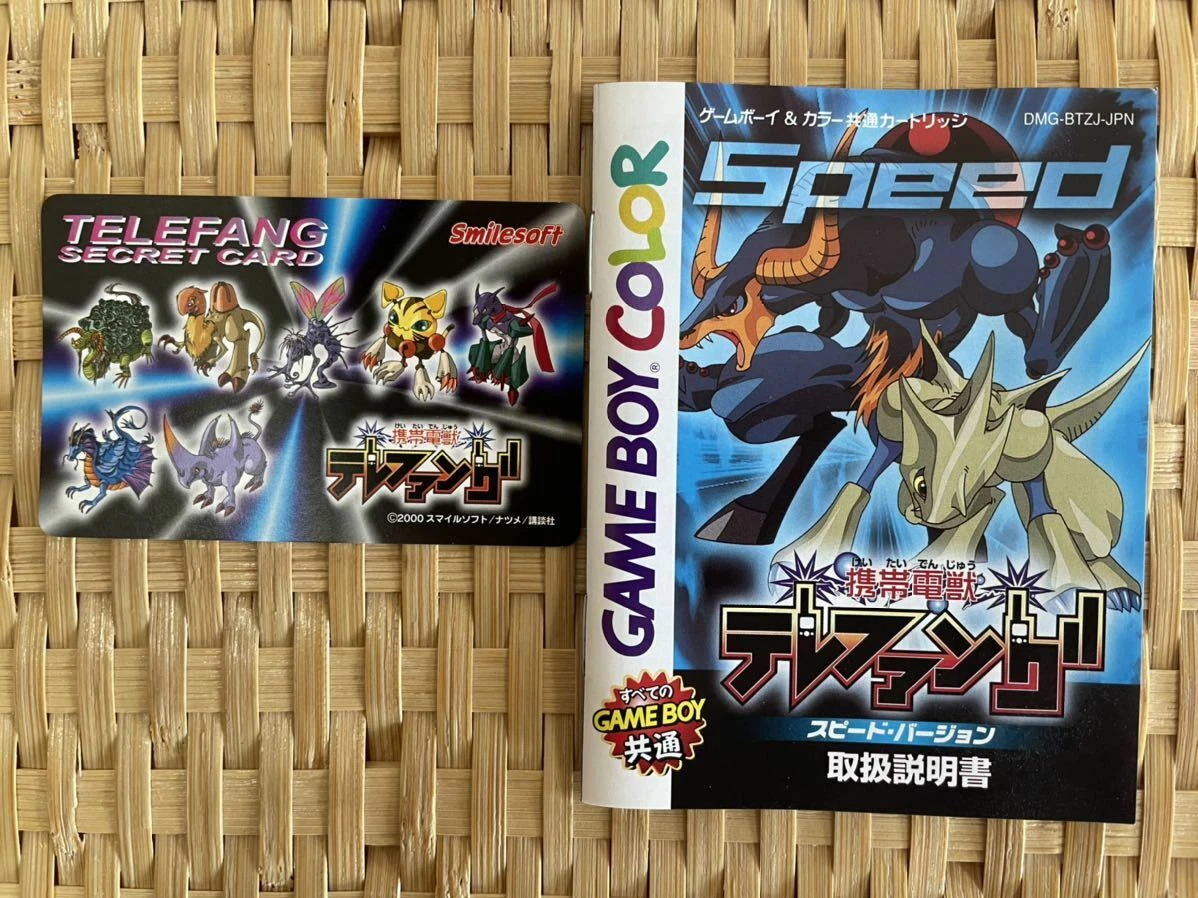 TELEFANG
SECRET CARD
Smilesoft
けいたいでんじゅう
携帯電獣
テレファング
©2000 スマイルソフト/ナツメ/講談社
ゲームボーイ & カラー共通カートリッジ
DMG-BTZJ-JPN
Speed
GAME BOY COLOR
®
けいたいでんじゅう
携帯電獣
テレファング
スピード・バージョン
取扱説明書
すべての
GAME BOY
共通